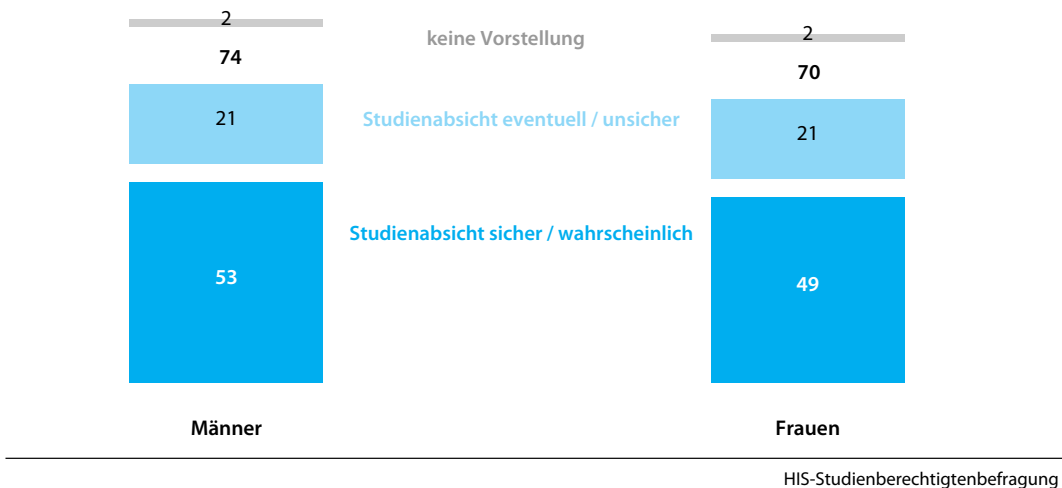 2
keine Vorstellung
2
74
70
21
Studienabsicht eventuell / unsicher
21
Studienabsicht sicher / wahrscheinlich
53
49
Männer
Frauen
HIS-Studienberechtigtenbefragung